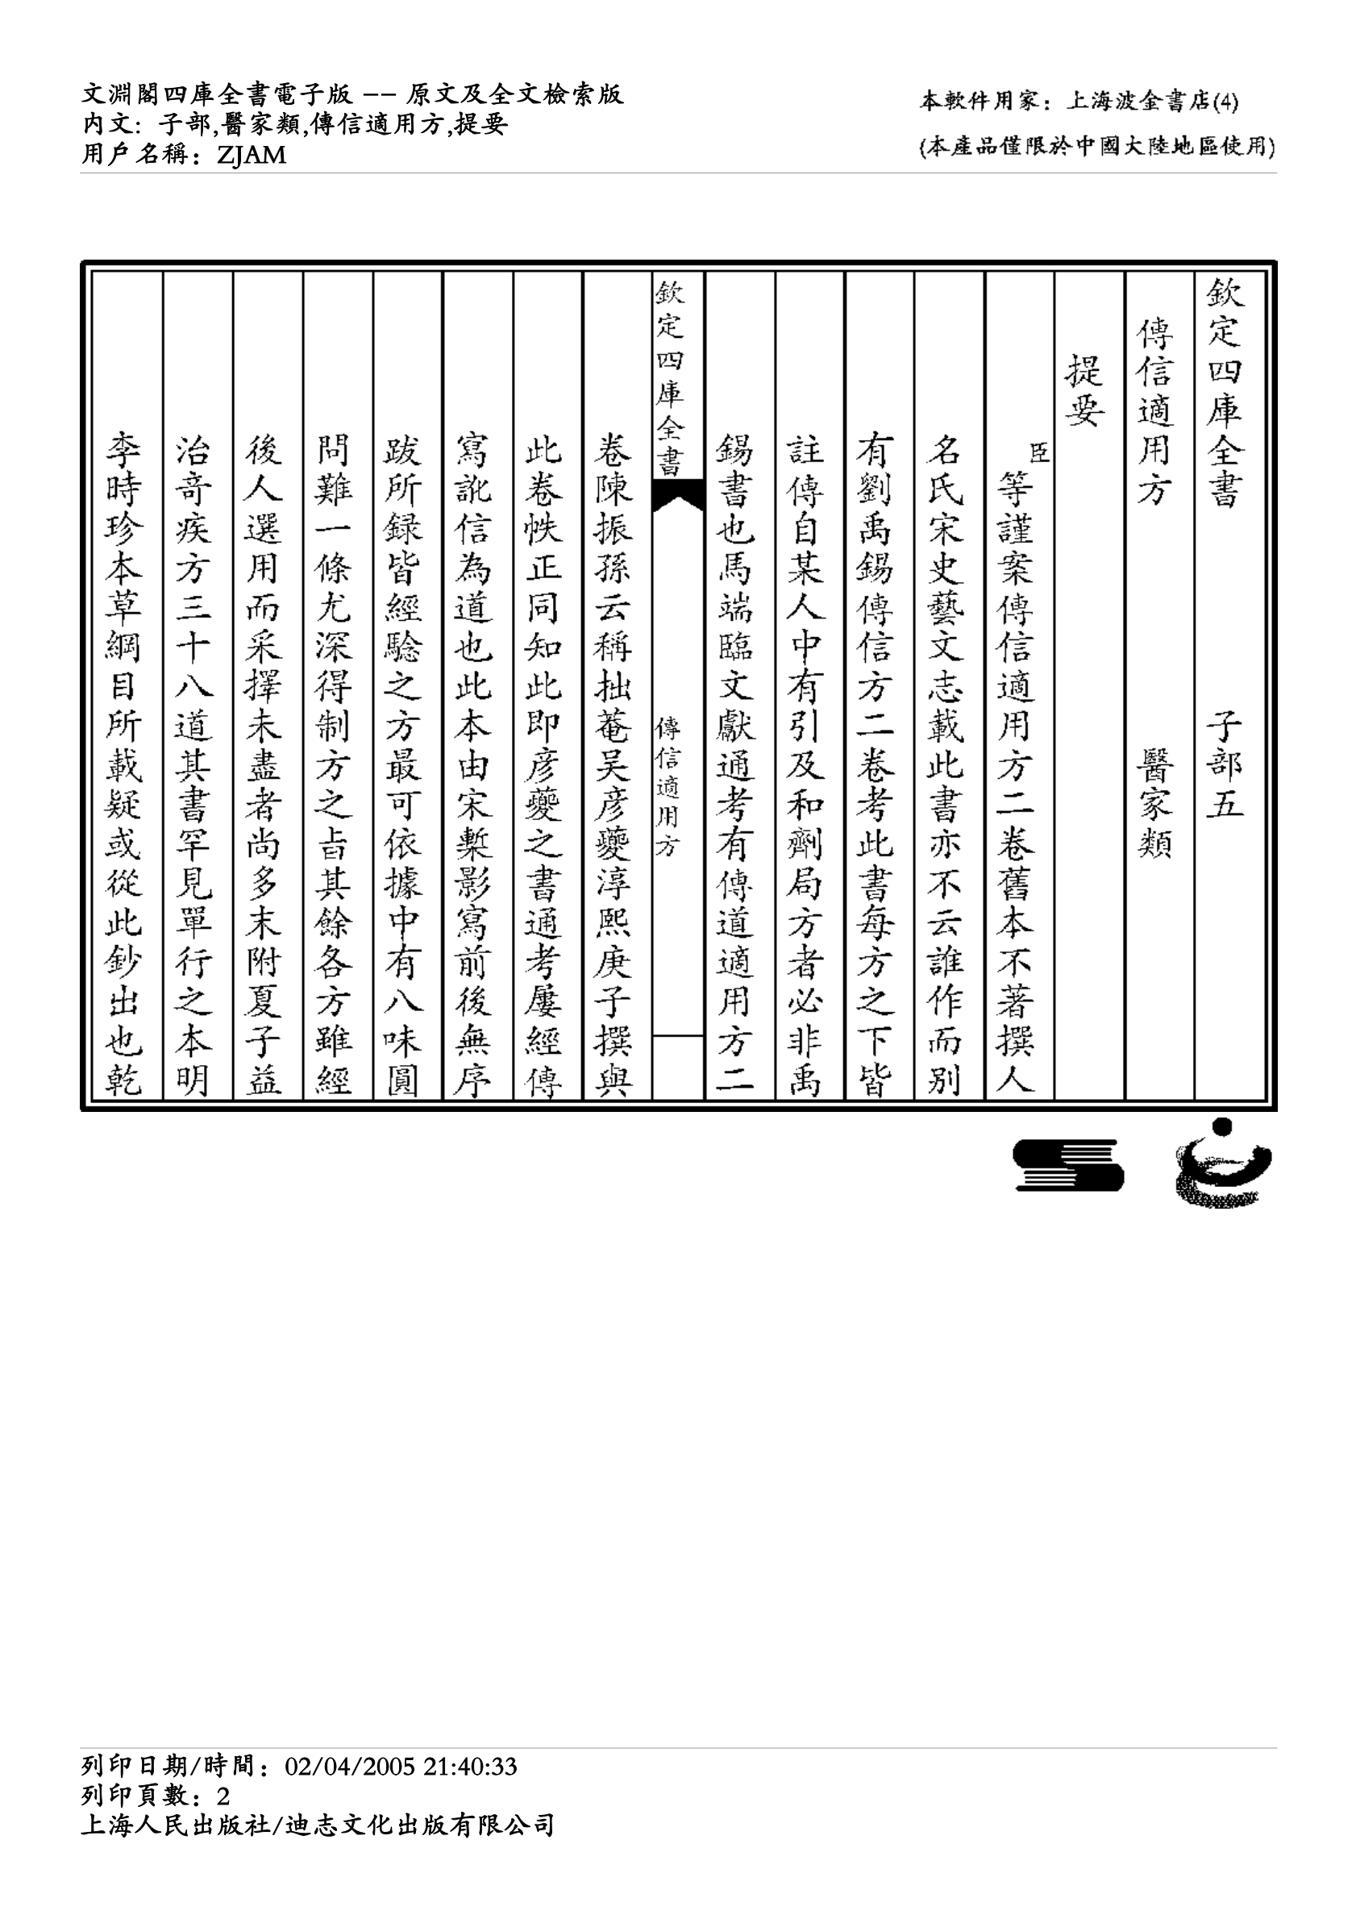 文淵閣四庫全書電子版 -- 原文及全文檢索版
内文: 子部,醫家類,傳信適用方,提要
用戶名稱: ZJAM
本軟件用家: 上海波金書店(4)
(本產品僅限於中國大陸地區使用)
欽定四庫全書 子部五
傳信適用方 醫家類
提要
臣等謹案傳信適用方二卷舊本不著撰人
名氏宋史藝文志載此書亦不云誰作而别
有劉禹錫傳信方二卷考此書每方之下皆
註傳自某人中有引及和劑局方者必非禹
錫書也馬端臨文獻通考有傳道適用方二
欽定四庫全書 傳信適用方
卷陳振孫云稱拙菴吴彦夔淳熙庚子撰與
此卷帙正同知此即彦夔之書通考屢經傳
寫訛信為道也此本由宋槧影寫前後無序
跋所録皆經驗之方最可依據中有八味圓
問難一條尤深得制方之㫖其餘各方雖經
後人選用而采擇未盡者尚多末附夏子益
治奇疾方三十八道其書罕見單行之本明
李時珍本草綱目所載疑或從此鈔出也乾
列印日期/時間: 02/04/2005 21:40:33
列印頁數: 2
上海人民出版社/迪志文化出版有限公司